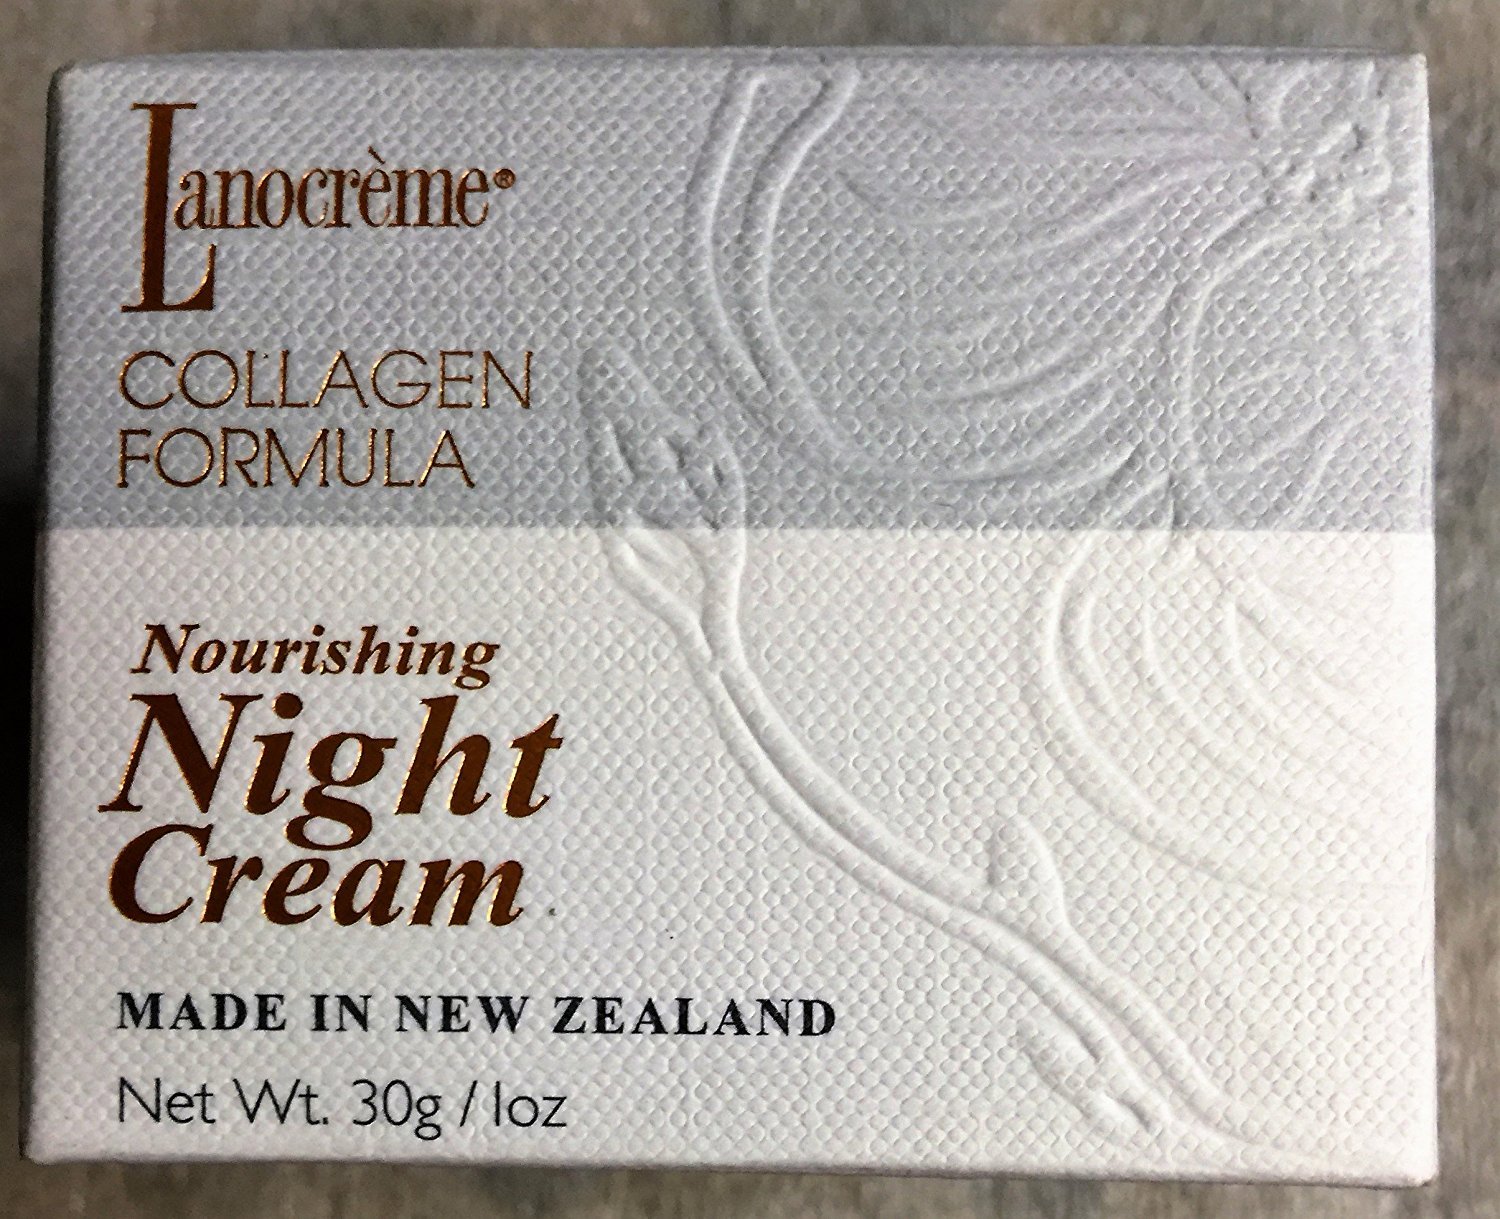 Lanocrème®
COLLAGEN
FORMULA
Nourishing
Night
Cream
MADE IN NEW ZEALAND
Net Wt. 30g / 1oz